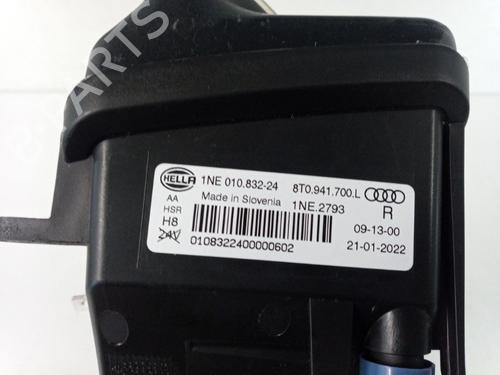 B-PARTS
HELLA 1NE 010.832-24 8T0.941.700.L
AA Made in Slovenia 1NE.2793 R
HSR
H8 09-13-00
24V 0108322400000602 21-01-2022